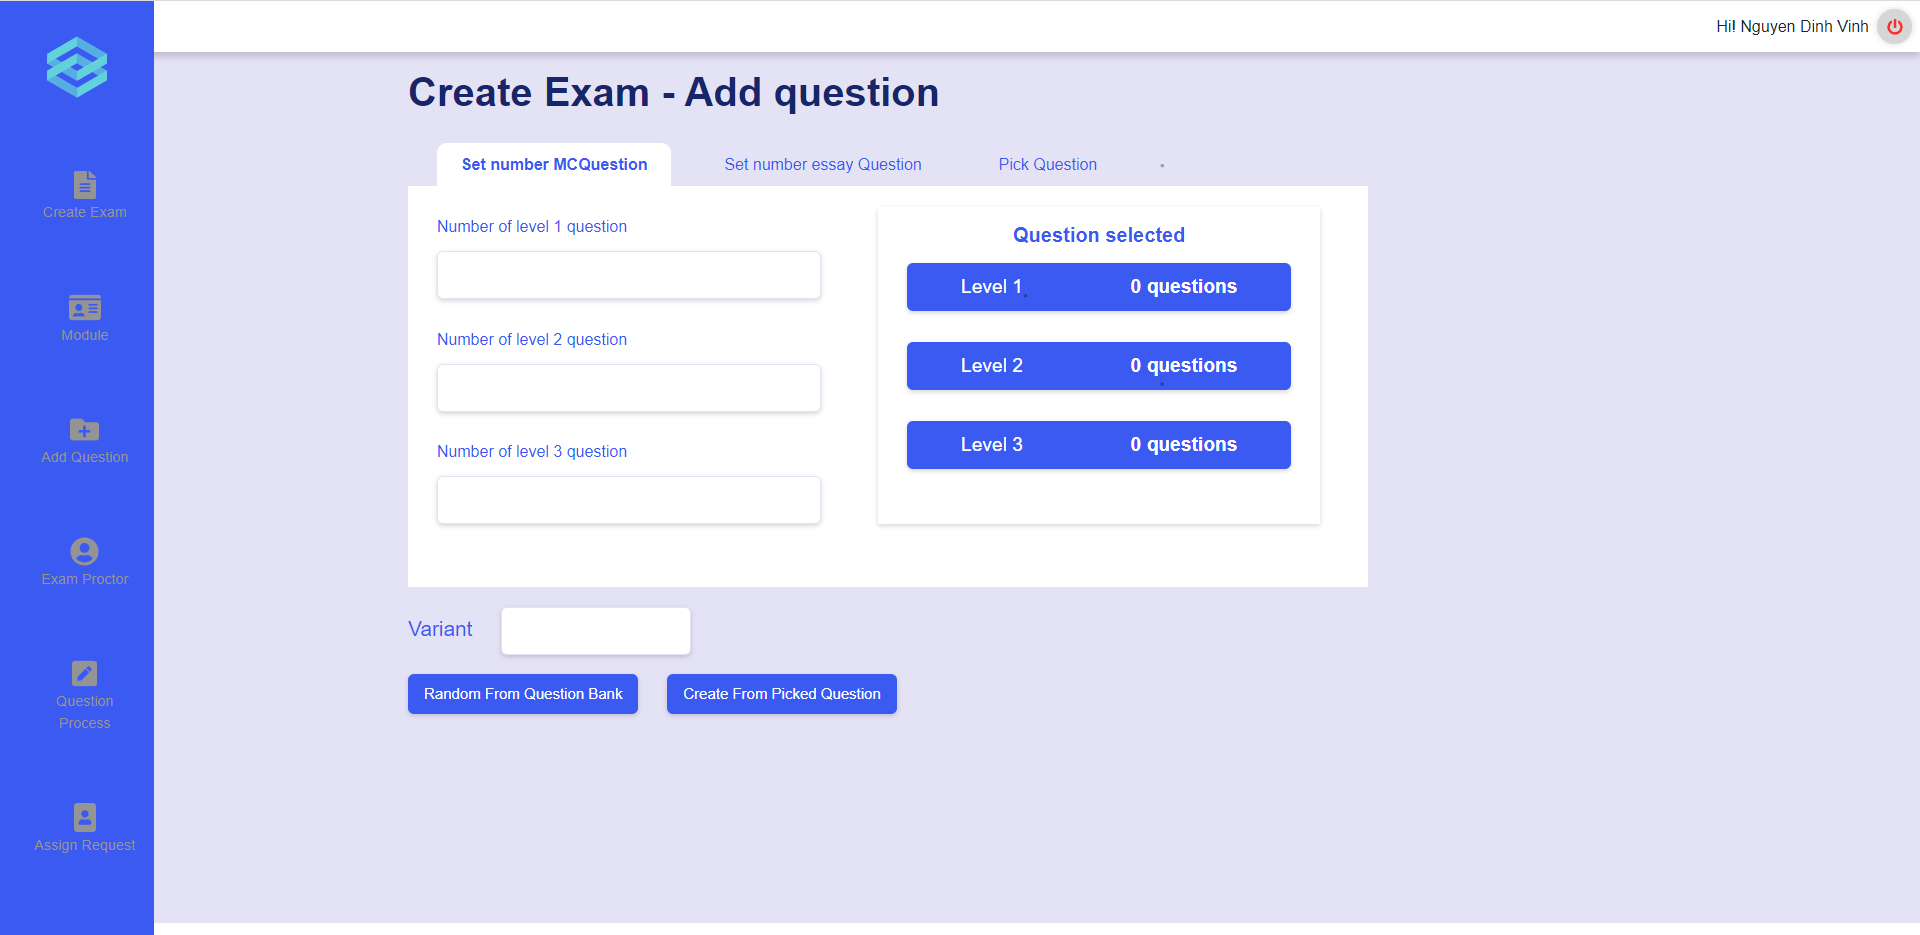 Hi! Nguyen Dinh Vinh
Create Exam - Add question
Set number MCQuestion
Set number essay Question
Pick Question
Create Exam
Module
Add Question
Exam Proctor
Question
Process
Assign Request
Number of level 1 question
Number of level 2 question
Number of level 3 question
Question selected
Level 1 0 questions
Level 2 0 questions
Level 3 0 questions
Variant
Random From Question Bank
Create From Picked Question